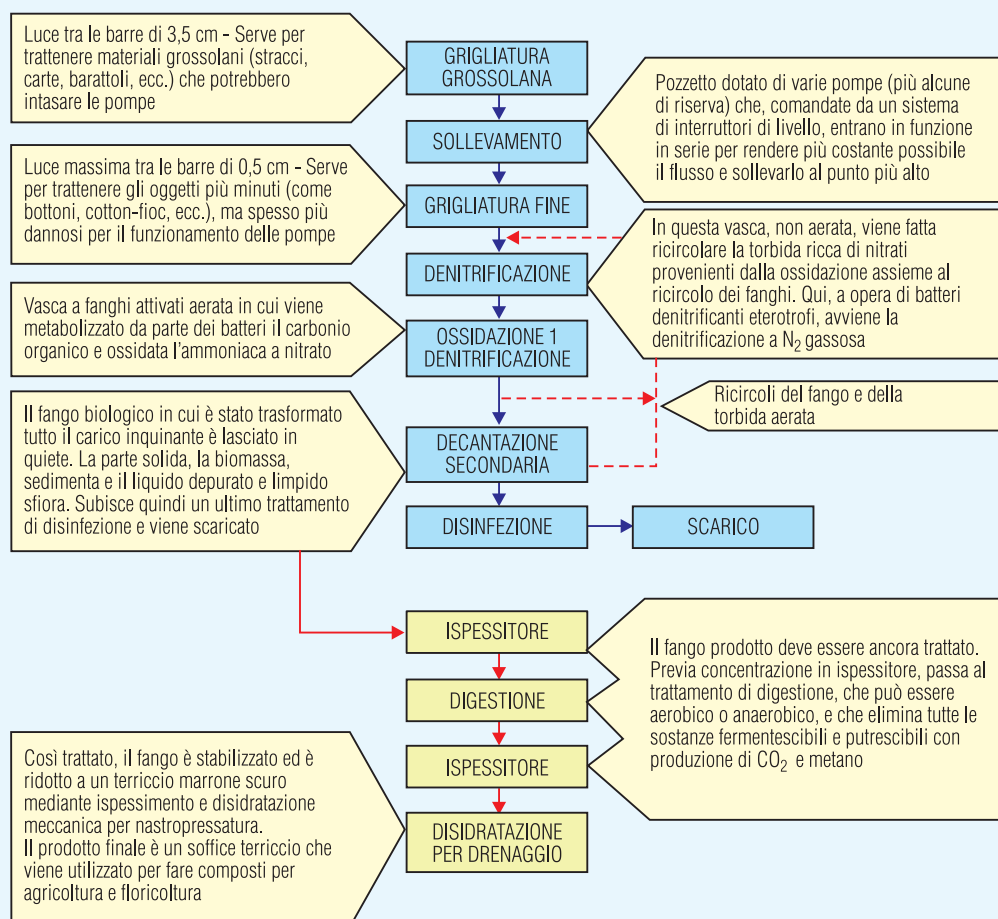 Luce tra le barre di 3,5 cm - Serve per
trattenere materiali grossolani (stracci,
carte, barattoli, ecc.) che potrebbero
intasare le pompe
GRIGLIATURA
GROSSOLANA
Pozzetto dotato di varie pompe (più alcune
di riserva) che, comandate da un sistema
di interruttori di livello, entrano in funzione
in serie per rendere più costante possibile
il flusso e sollevarlo al punto più alto
SOLLEVAMENTO
Luce massima tra le barre di 0,5 cm - Serve
per trattenere gli oggetti più minuti (come
bottoni, cotton-fioc, ecc.), ma spesso più
dannosi per il funzionamento delle pompe
GRIGLIATURA FINE
In questa vasca, non aerata, viene fatta
ricircolare la torbida ricca di nitrati
provenienti dalla ossidazione assieme al
ricircolo dei fanghi. Qui, a opera di batteri
denitrificanti eterotrofi, avviene la
denitrificazione a N₂ gassosa
DENITRIFICAZIONE
Vasca a fanghi attivati aerata in cui viene
metabolizzato da parte dei batteri il carbonio
organico e ossidata l'ammoniaca a nitrato
OSSIDAZIONE 1
DENITRIFICAZIONE
Ricircoli del fango e della
torbida aerata
Il fango biologico in cui è stato trasformato
tutto il carico inquinante è lasciato in
quiete. La parte solida, la biomassa,
sedimenta e il liquido depurato e limpido
sfiora. Subisce quindi un ultimo trattamento
di disinfezione e viene scaricato
DECANTAZIONE
SECONDARIA
DISINFEZIONE
SCARICO
ISPESSITORE
Il fango prodotto deve essere ancora trattato.
Previa concentrazione in ispessitore, passa al
trattamento di digestione, che può essere
aerobico o anaerobico, e che elimina tutte le
sostanze fermentescibili e putrescibili con
produzione di CO₂ e metano
DIGESTIONE
ISPESSITORE
Così trattato, il fango è stabilizzato ed è
ridotto a un terriccio marrone scuro
mediante ispessimento e disidratazione
meccanica per nastropressatura.
Il prodotto finale è un soffice terriccio che
viene utilizzato per fare composti per
agricoltura e floricoltura
DISIDRATAZIONE
PER DRENAGGIO